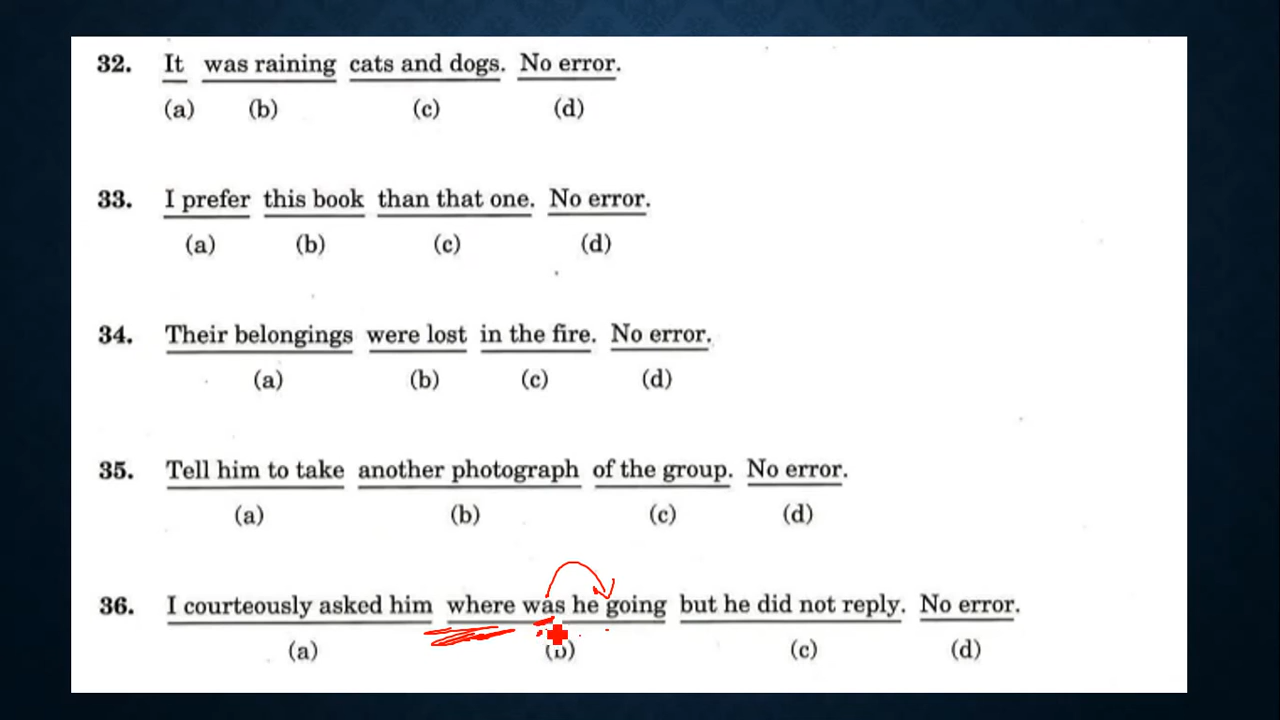 32. It was raining cats and dogs. No error.
(a) (b) (c) (d)
33. I prefer this book than that one. No error.
(a) (b) (c) (d)
34. Their belongings were lost in the fire. No error.
(a) (b) (c) (d)
35. Tell him to take another photograph of the group. No error.
(a) (b) (c) (d)
36. I courteously asked him where was he going but he did not reply. No error.
(a) (b) (c) (d)